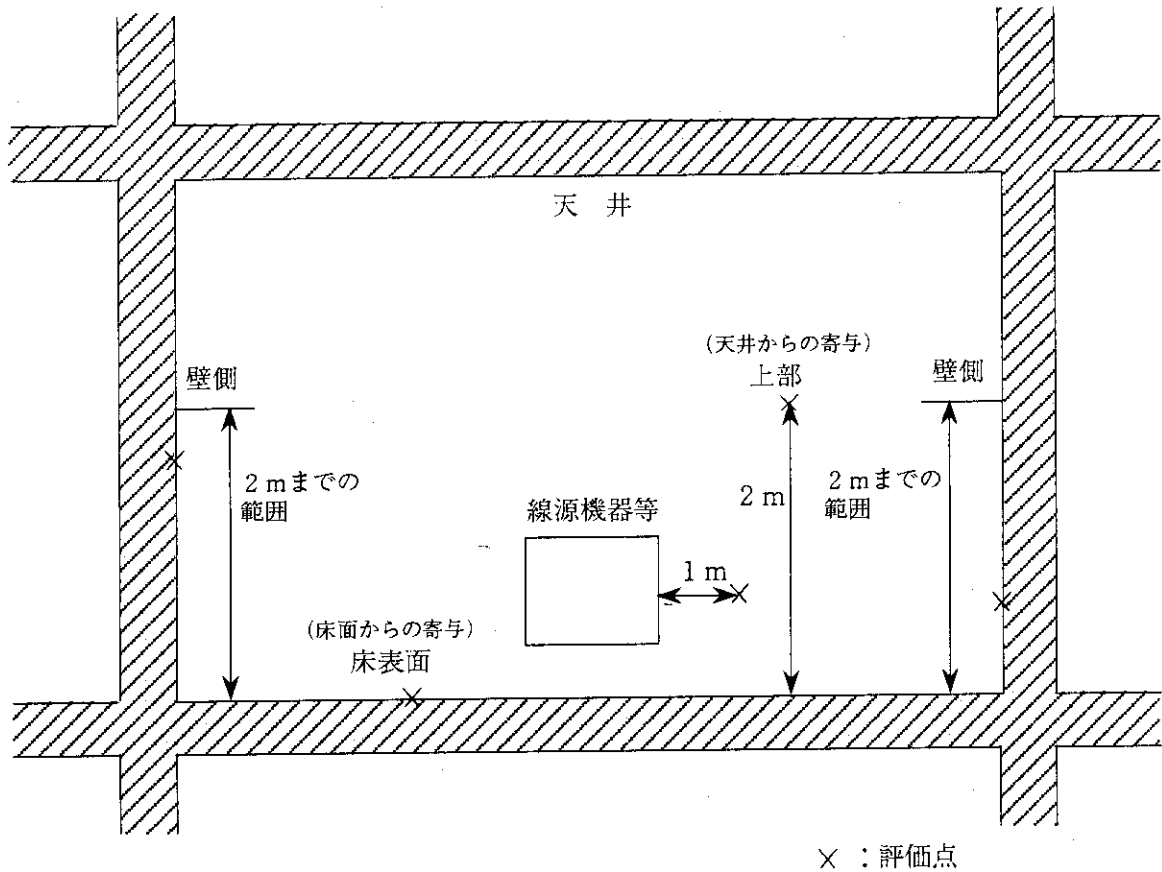 天 井
(天井からの寄与)
上部
壁側
壁側
2mまでの
範囲
2m
2mまでの
範囲
線源機器等
1m
(床面からの寄与)
床表面
× :評価点